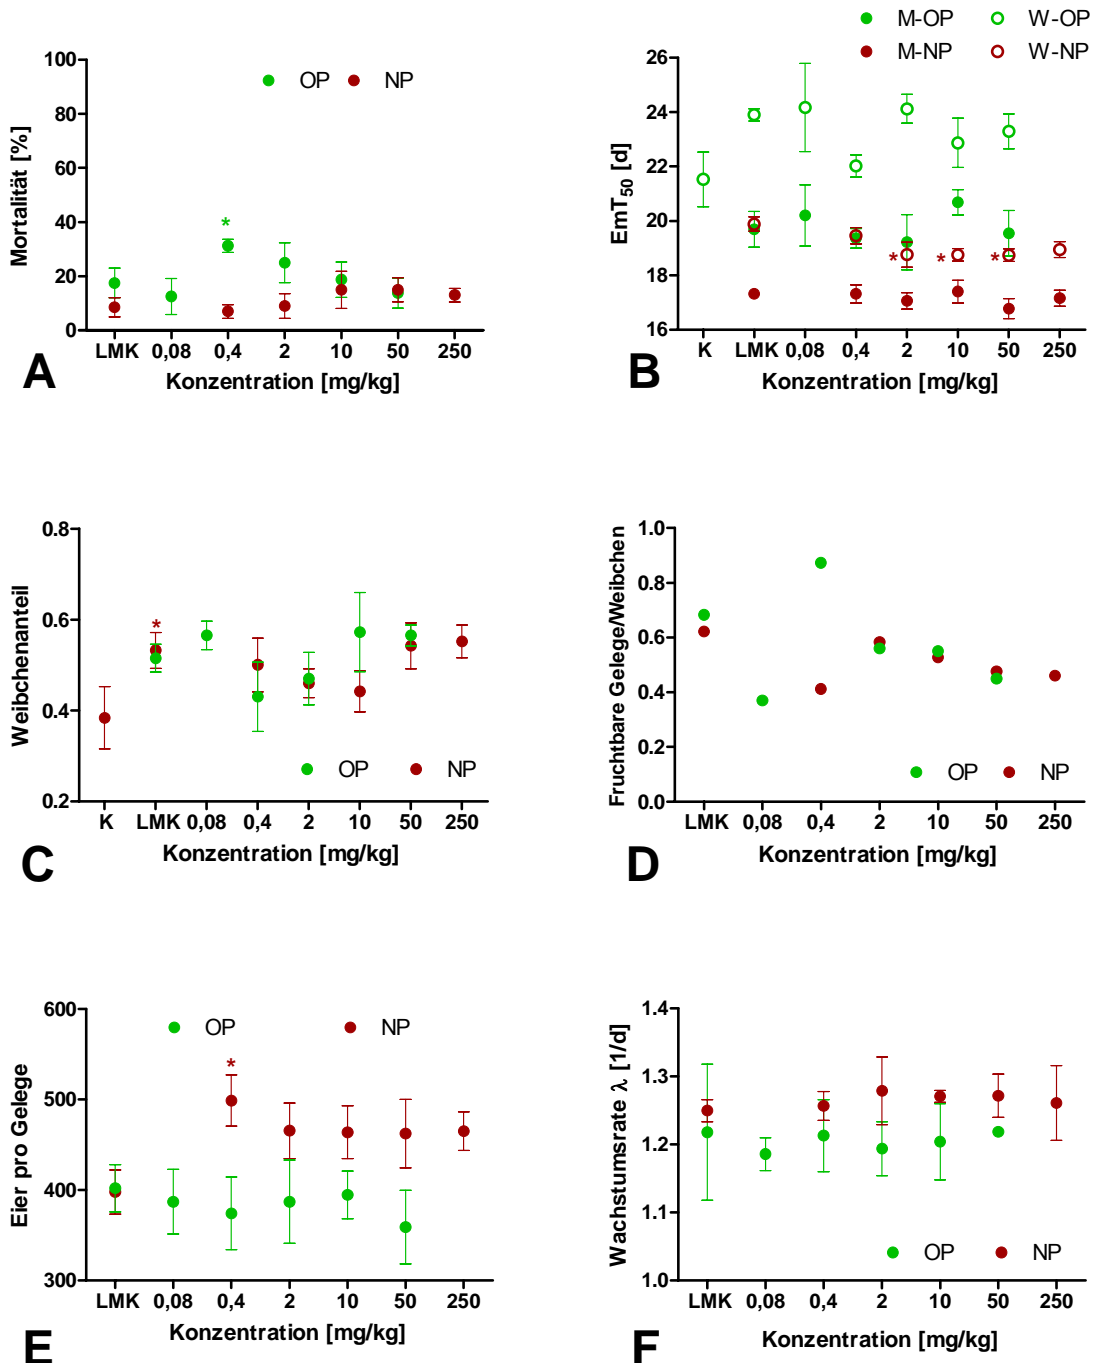 M-OP W-OP
M-NP W-NP
100
80
60
40
20
0
Mortalität [%]
OP NP
*
LMK 0,08 0,4 2 10 50 250
Konzentration [mg/kg]
A
26
24
22
20
18
16
EmT50 [d]
* * *
K LMK 0,08 0,4 2 10 50 250
Konzentration [mg/kg]
B
0.8
0.6
0.4
0.2
Weibchenanteil
*
OP NP
K LMK 0,08 0,4 2 10 50 250
Konzentration [mg/kg]
C
1.0
0.8
0.6
0.4
0.2
0.0
Fruchtbare Gelege/Weibchen
OP NP
LMK 0,08 0,4 2 10 50 250
Konzentration [mg/kg]
D
600
500
400
300
Eier pro Gelege
OP NP
*
LMK 0,08 0,4 2 10 50 250
Konzentration [mg/kg]
E
1.4
1.3
1.2
1.1
1.0
Wachstumsrate λ [1/d]
OP NP
LMK 0,08 0,4 2 10 50 250
Konzentration [mg/kg]
F